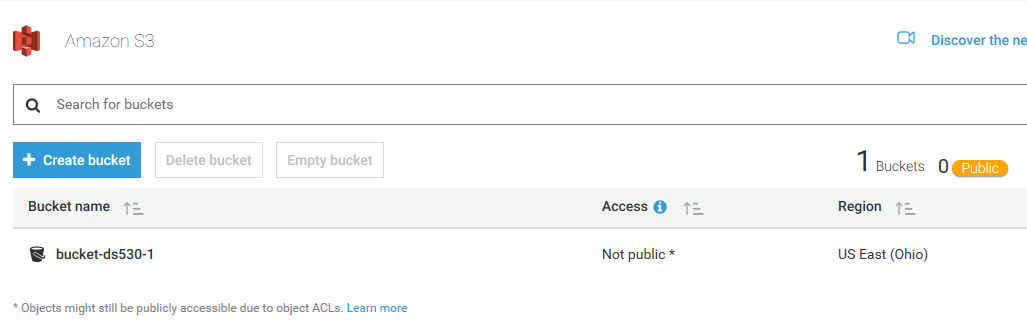 Amazon S3
Discover the ne
Search for buckets
+ Create bucket Delete bucket Empty bucket 1 Buckets 0 Public
Bucket name Access Region
bucket-ds530-1 Not public * US East (Ohio)
* Objects might still be publicly accessible due to object ACLs. Learn more